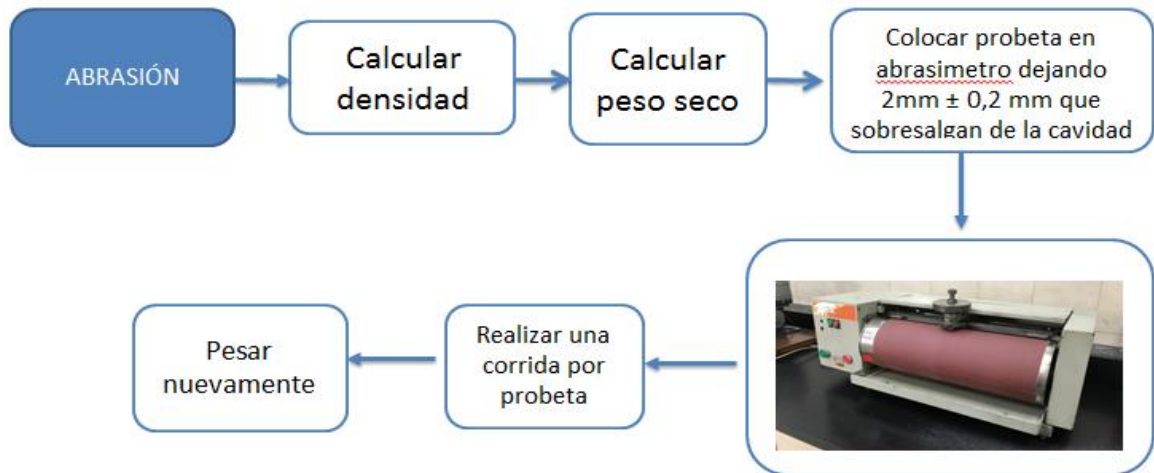 ABRASIÓN
Calcular
densidad
Calcular
peso seco
Colocar probeta en
abrasimetro dejando
2mm ± 0,2 mm que
sobresalgan de la cavidad
Realizar una
corrida por
probeta
Pesar
nuevamente